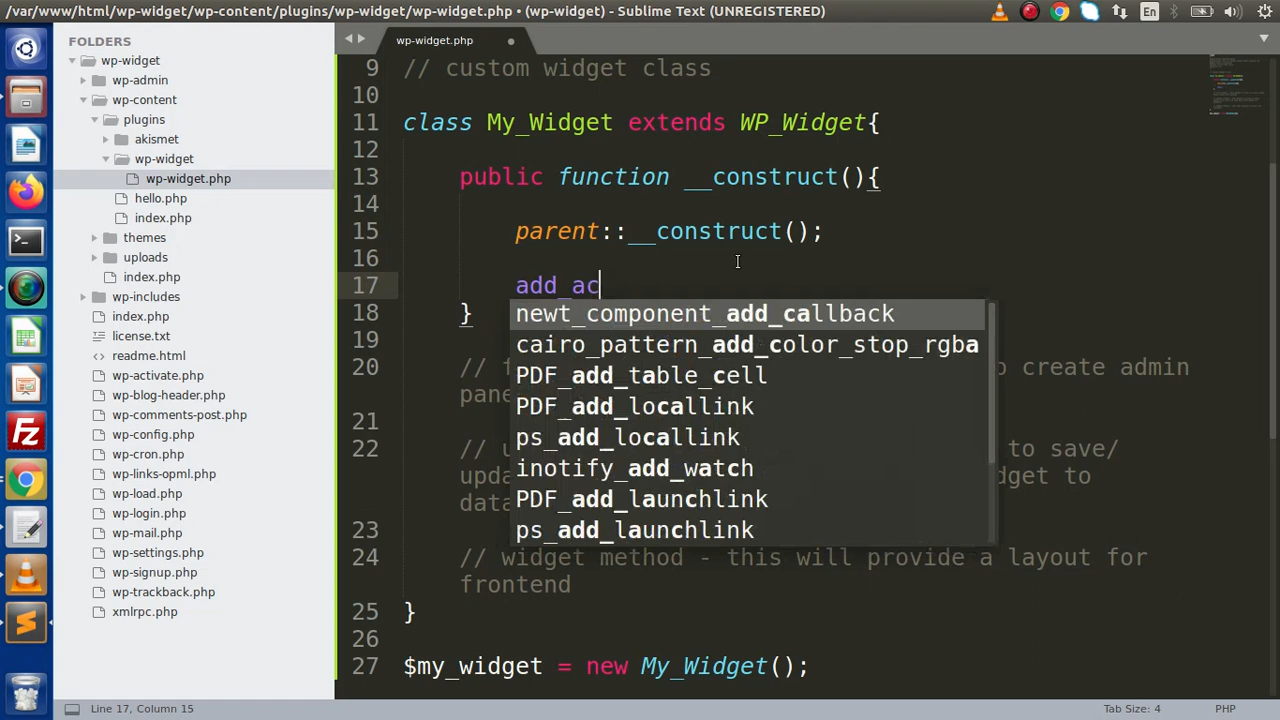 /var/www/html/wp-widget/wp-content/plugins/wp-widget/wp-widget.php • (wp-widget) - Sublime Text (UNREGISTERED)
En
FOLDERS
wp-widget
wp-admin
wp-content
plugins
akismet
wp-widget
wp-widget.php
hello.php
index.php
themes
uploads
index.php
wp-includes
index.php
license.txt
readme.html
wp-activate.php
wp-blog-header.php
wp-comments-post.php
wp-config.php
wp-cron.php
wp-links-opml.php
wp-load.php
wp-login.php
wp-mail.php
wp-settings.php
wp-signup.php
wp-trackback.php
xmlrpc.php
wp-widget.php
9 // custom widget class
10
11 class My_Widget extends WP_Widget{
12
13 public function __construct(){
14
15 parent::__construct();
16
17 add_ac
18 }
19
20 // f o create admin
pane
21
22 // u to save/
upda dget to
data
23
24 // widget method - this will provide a layout for
frontend
25 }
26
27 $my_widget = new My_Widget();
newt_component_add_callback
cairo_pattern_add_color_stop_rgba
PDF_add_table_cell
PDF_add_locallink
ps_add_locallink
inotify_add_watch
PDF_add_launchlink
ps_add_launchlink
Line 17, Column 15
Tab Size: 4
PHP